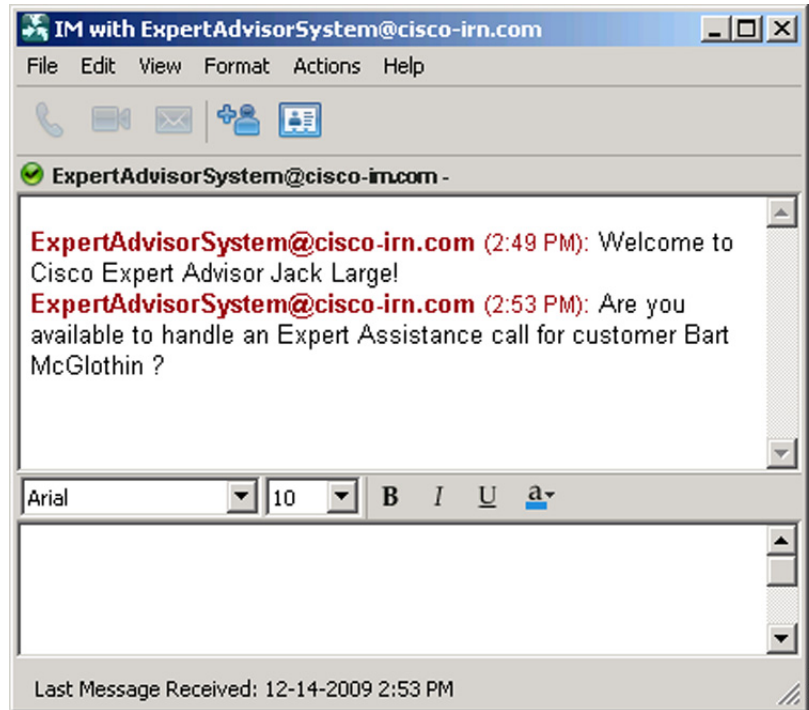 IM with ExpertAdvisorSystem@cisco-irn.com
File Edit View Format Actions Help
ExpertAdvisorSystem@cisco-irn.com -
ExpertAdvisorSystem@cisco-irn.com (2:49 PM): Welcome to
Cisco Expert Advisor Jack Large!
ExpertAdvisorSystem@cisco-irn.com (2:53 PM): Are you
available to handle an Expert Assistance call for customer Bart
McGlothin ?
Arial 10 B I U a
Last Message Received: 12-14-2009 2:53 PM